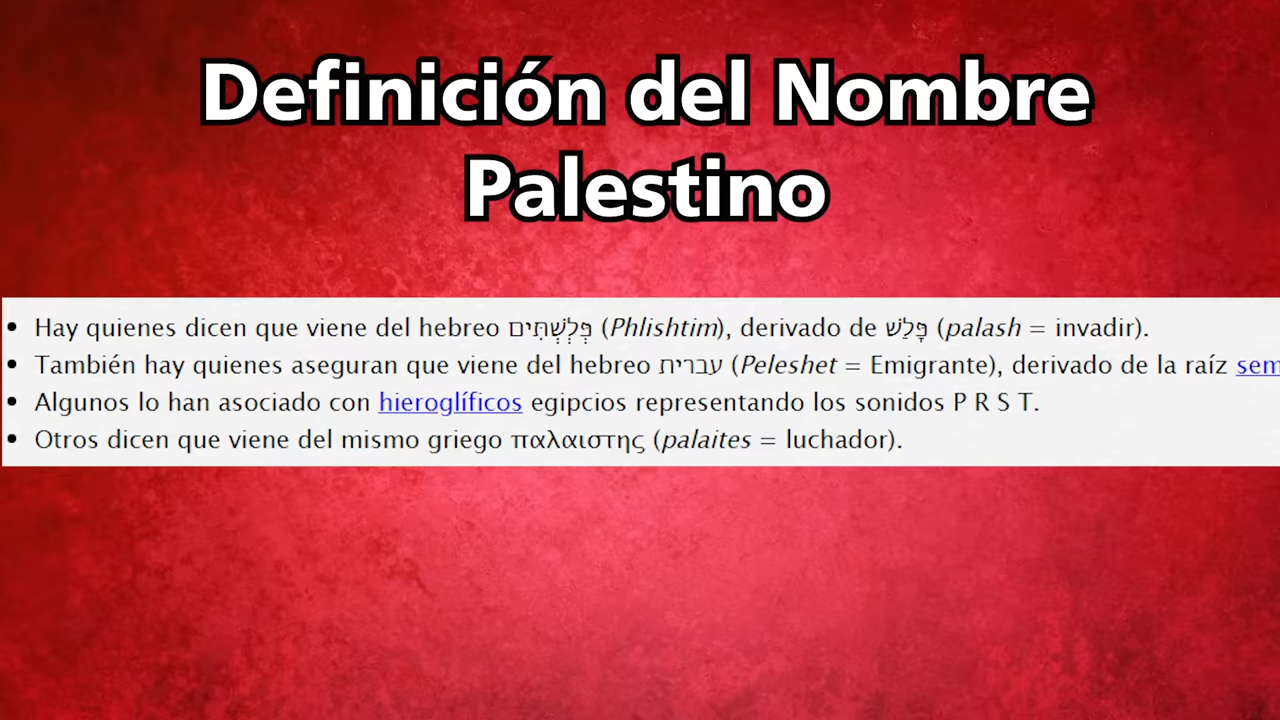 Definición del Nombre
Palestino
• Hay quienes dicen que viene del hebreo פְּלְשְׁתִּים (Phlishtim), derivado de פָּלַשׁ (palash = invadir).
• También hay quienes aseguran que viene del hebreo עברית (Peleshet = Emigrante), derivado de la raíz sem
• Algunos lo han asociado con hieroglíficos egipcios representando los sonidos P R S T.
• Otros dicen que viene del mismo griego παλαιστης (palaites = luchador).